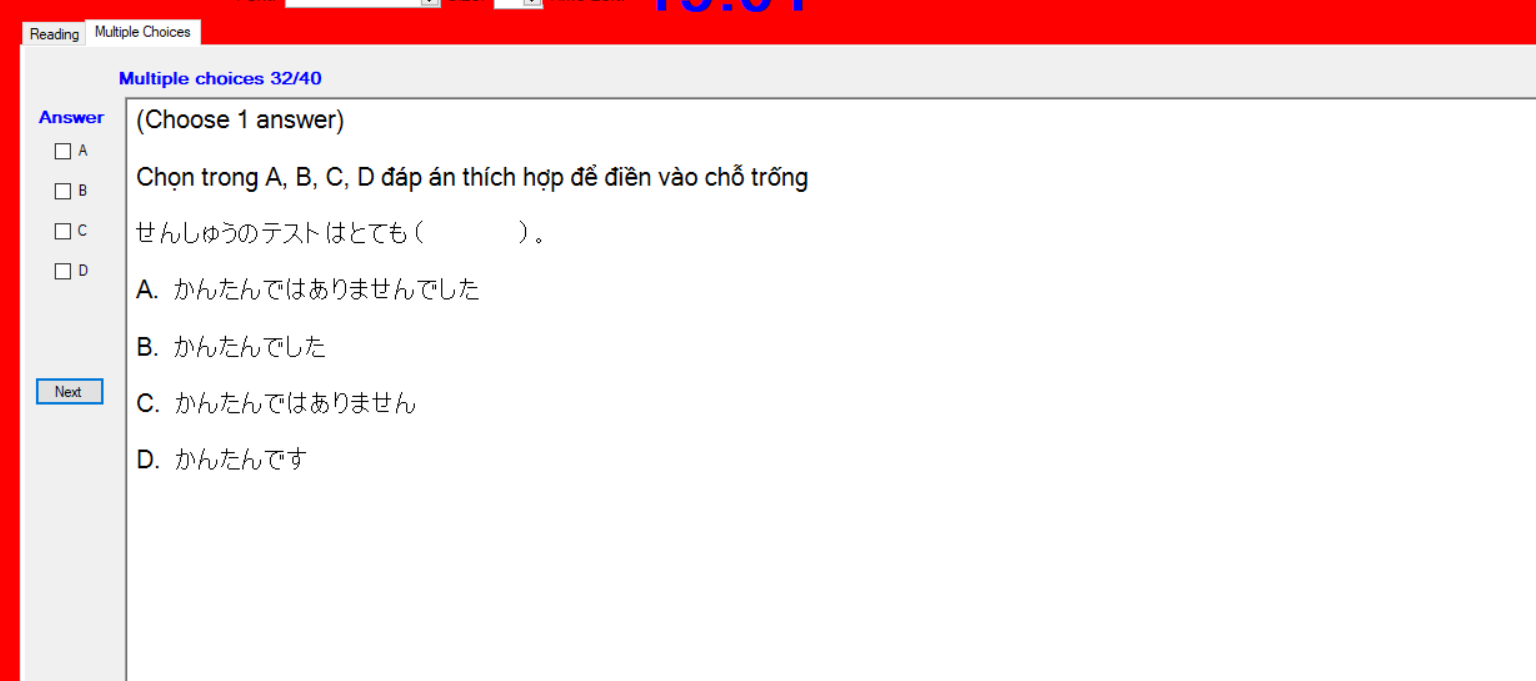 Reading
Multiple Choices
Multiple choices 32/40
Answer
(Choose 1 answer)
A
Chọn trong A, B, C, D đáp án thích hợp để điền vào chỗ trống
B
C
せんしゅうのテストはとても( )。
D
A. かんたんではありませんでした
B. かんたんでした
Next
C. かんたんではありません
D. かんたんです